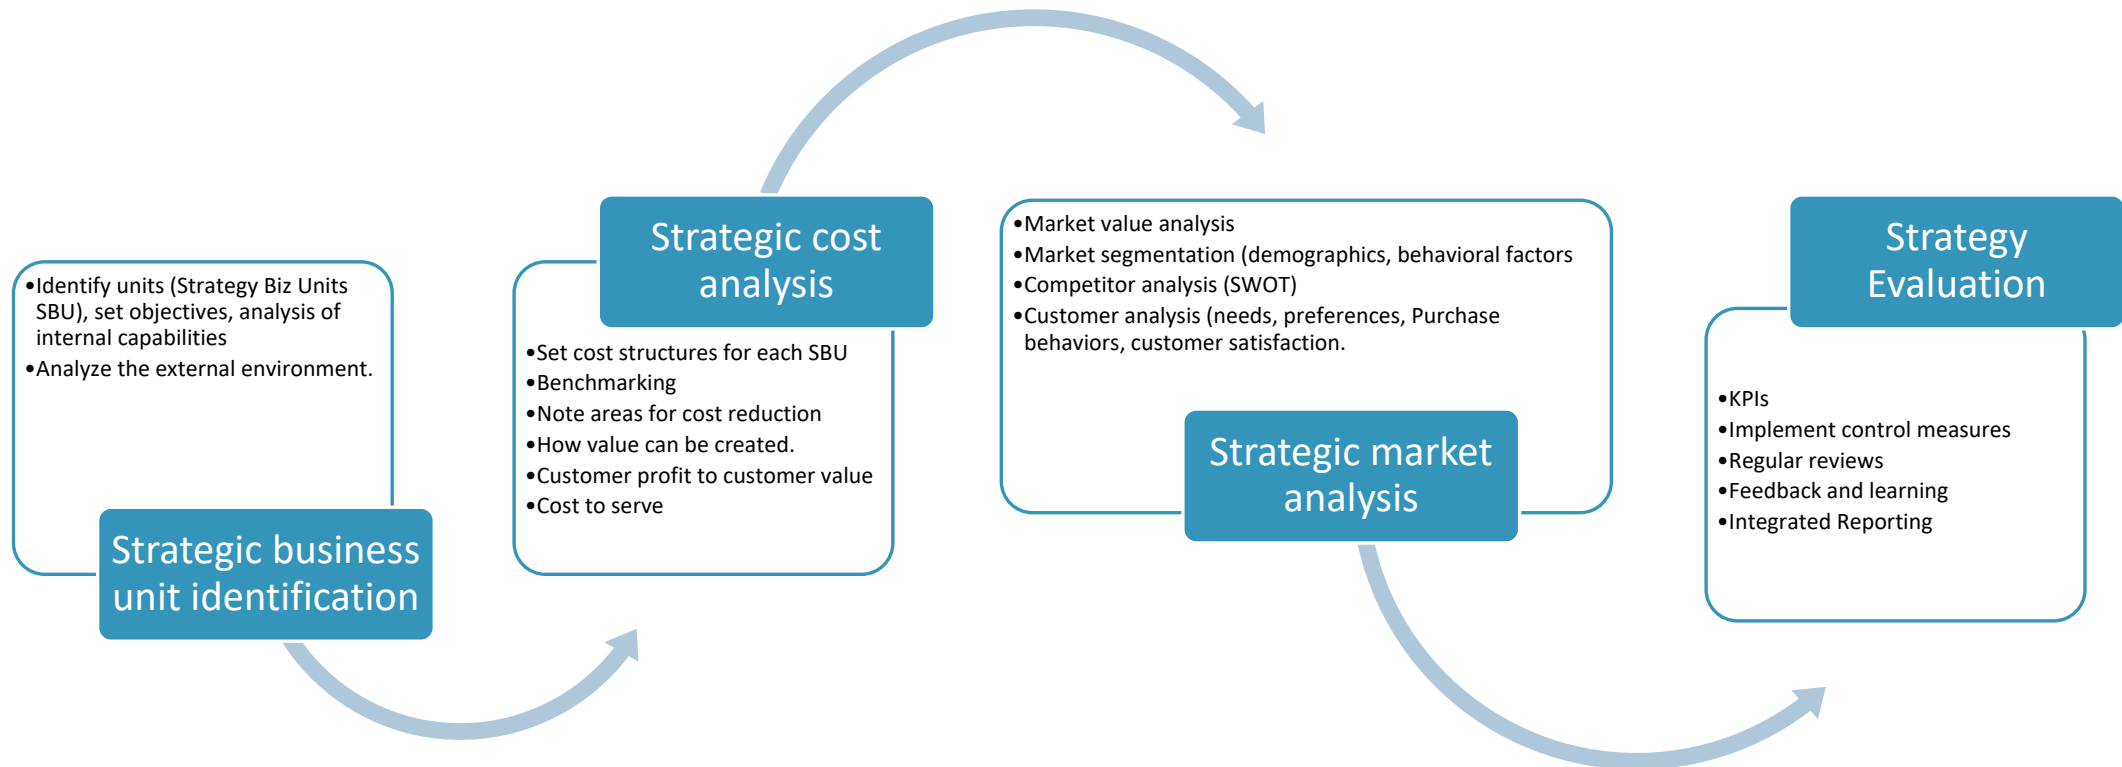 •Identify units (Strategy Biz Units
SBU), set objectives, analysis of
internal capabilities
•Analyze the external environment.
Strategic business
unit identification
Strategic cost
analysis
•Set cost structures for each SBU
•Benchmarking
•Note areas for cost reduction
•How value can be created.
•Customer profit to customer value
•Cost to serve
•Market value analysis
•Market segmentation (demographics, behavioral factors
•Competitor analysis (SWOT)
•Customer analysis (needs, preferences, Purchase
behaviors, customer satisfaction.
Strategic market
analysis
Strategy
Evaluation
•KPIs
•Implement control measures
•Regular reviews
•Feedback and learning
•Integrated Reporting